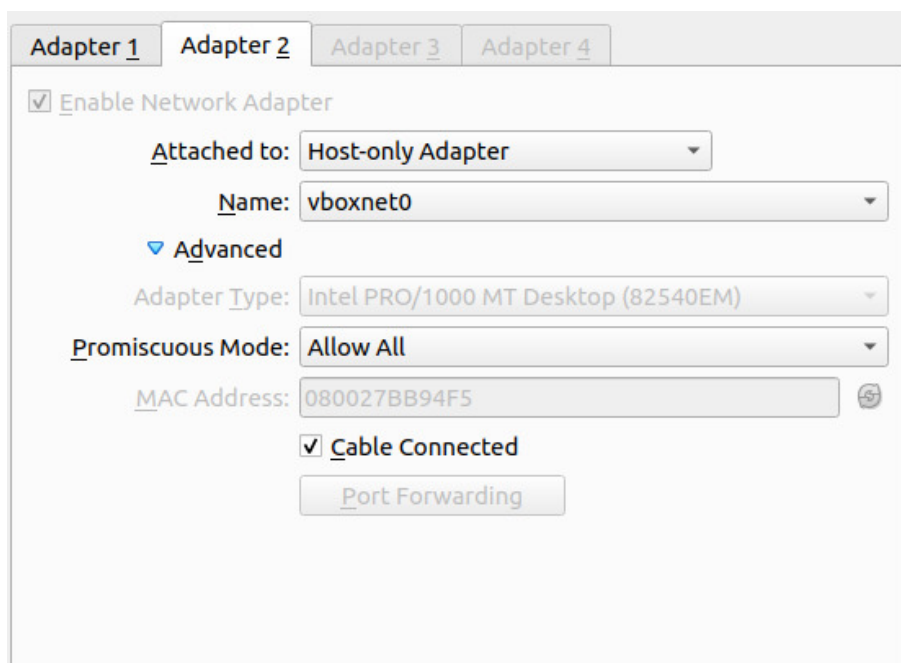 Adapter 1 Adapter 2 Adapter 3 Adapter 4
Enable Network Adapter
Attached to: Host-only Adapter
Name: vboxnet0
Advanced
Adapter Type: Intel PRO/1000 MT Desktop (82540EM)
Promiscuous Mode: Allow All
MAC Address: 080027BB94F5
Cable Connected
Port Forwarding